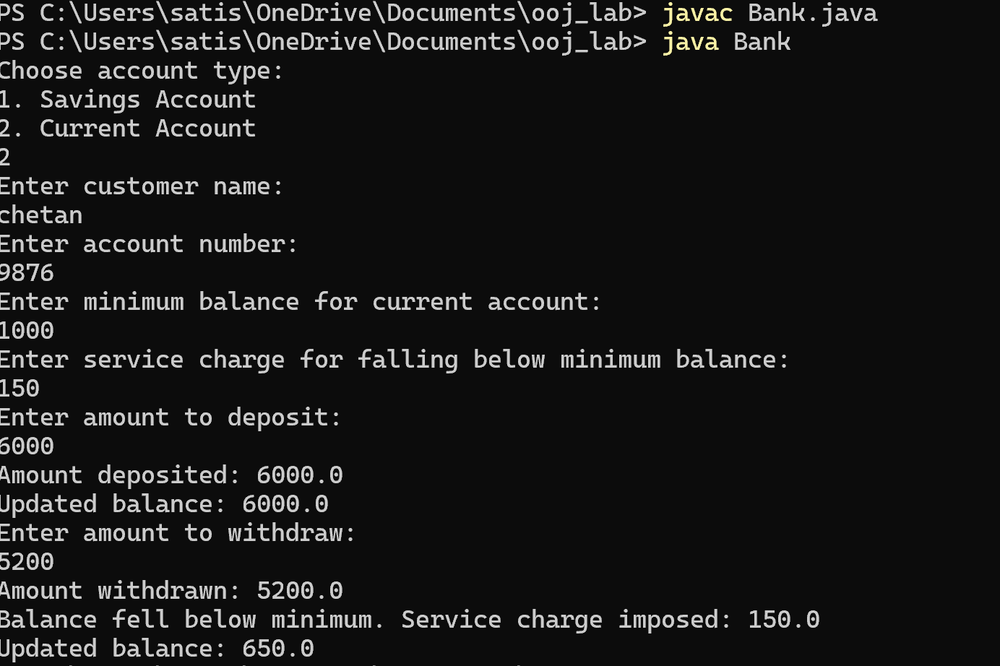 PS C:\Users\satis\OneDrive\Documents\ooj_lab> javac Bank.java
PS C:\Users\satis\OneDrive\Documents\ooj_lab> java Bank
Choose account type:
1. Savings Account
2. Current Account
2
Enter customer name:
chetan
Enter account number:
9876
Enter minimum balance for current account:
1000
Enter service charge for falling below minimum balance:
150
Enter amount to deposit:
6000
Amount deposited: 6000.0
Updated balance: 6000.0
Enter amount to withdraw:
5200
Amount withdrawn: 5200.0
Balance fell below minimum. Service charge imposed: 150.0
Updated balance: 650.0